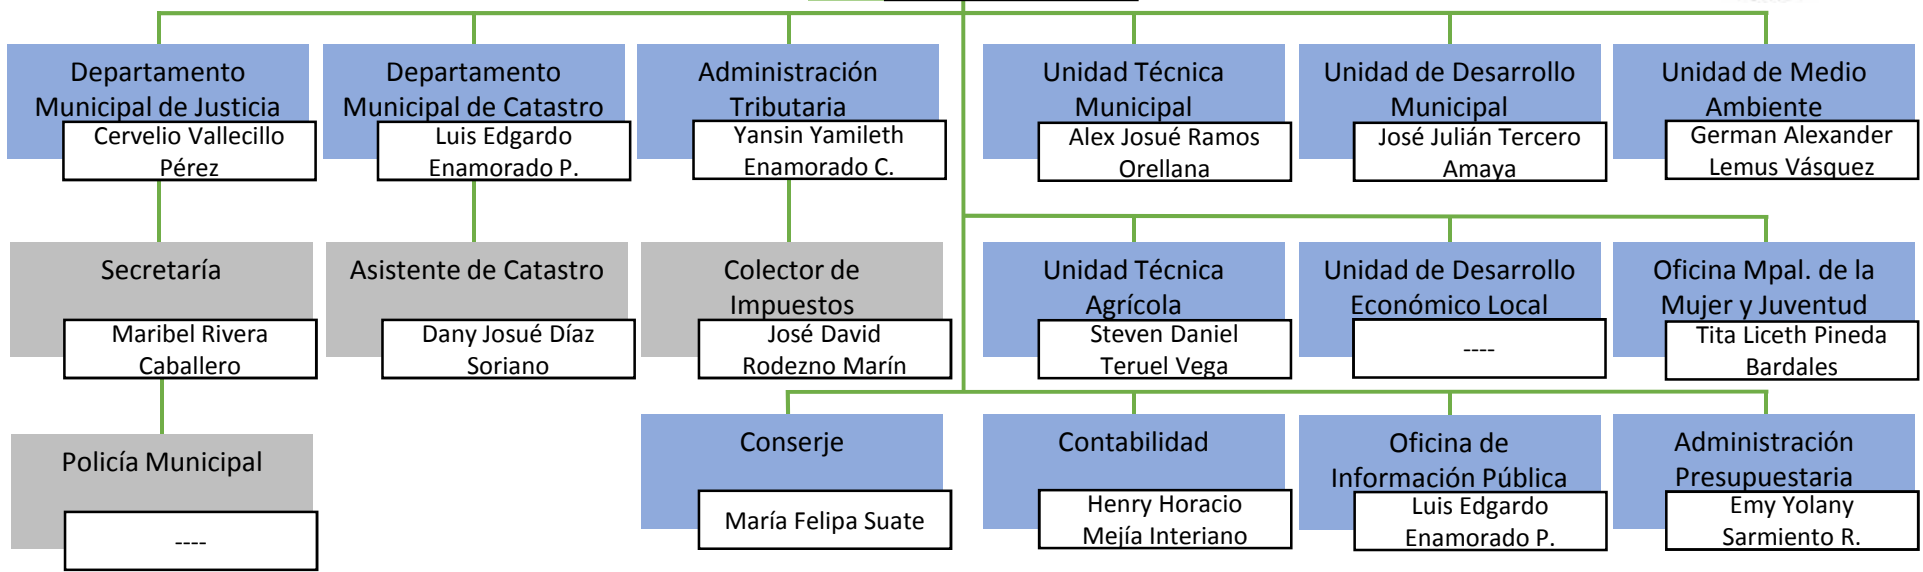 Departamento
Municipal de Justicia
Cervelio Vallecillo
Pérez
Departamento
Municipal de Catastro
Luis Edgardo
Enamorado P.
Administración
Tributaria
Yansin Yamileth
Enamorado C.
Unidad Técnica
Municipal
Alex Josué Ramos
Orellana
Unidad de Desarrollo
Municipal
José Julián Tercero
Amaya
Unidad de Medio
Ambiente
German Alexander
Lemus Vásquez
Secretaría
Maribel Rivera
Caballero
Asistente de Catastro
Dany Josué Díaz
Soriano
Colector de
Impuestos
José David
Rodezno Marín
Unidad Técnica
Agrícola
Steven Daniel
Teruel Vega
Unidad de Desarrollo
Económico Local
----
Oficina Mpal. de la
Mujer y Juventud
Tita Liceth Pineda
Bardales
Policía Municipal
----
Conserje
María Felipa Suate
Contabilidad
Henry Horacio
Mejía Interiano
Oficina de
Información Pública
Luis Edgardo
Enamorado P.
Administración
Presupuestaria
Emy Yolany
Sarmiento R.